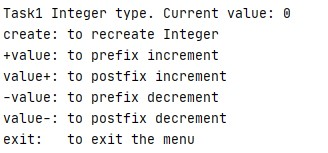 Task1 Integer type. Current value: 0
create: to recreate Integer
+value: to prefix increment
value+: to postfix increment
-value: to prefix decrement
value-: to postfix decrement
exit:   to exit the menu